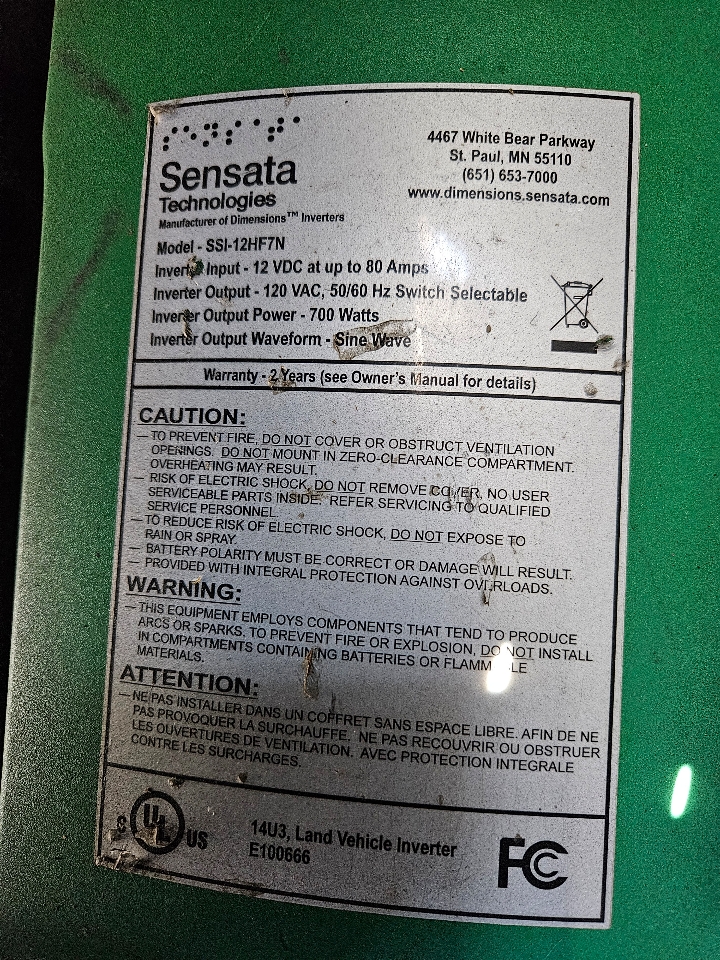 Sensata
Technologies
Manufacturer of Dimensions™ Inverters
4467 White Bear Parkway
St. Paul, MN 55110
(651) 653-7000
www.dimensions.sensata.com
Model - SSI-12HF7N
Inverter Input - 12 VDC at up to 80 Amps
Inverter Output - 120 VAC, 50/60 Hz Switch Selectable
Inverter Output Power - 700 Watts
Inverter Output Waveform - Sine Wave
Warranty - 2 Years (see Owner's Manual for details)
CAUTION:
— TO PREVENT FIRE, DO NOT COVER OR OBSTRUCT VENTILATION
OPENINGS. DO NOT MOUNT IN ZERO-CLEARANCE COMPARTMENT.
OVERHEATING MAY RESULT.
— RISK OF ELECTRIC SHOCK, DO NOT REMOVE COVER, NO USER
SERVICEABLE PARTS INSIDE. REFER SERVICING TO QUALIFIED
SERVICE PERSONNEL.
— TO REDUCE RISK OF ELECTRIC SHOCK, DO NOT EXPOSE TO
RAIN OR SPRAY.
— BATTERY POLARITY MUST BE CORRECT OR DAMAGE WILL RESULT.
— PROVIDED WITH INTEGRAL PROTECTION AGAINST OVERLOADS.
WARNING:
— THIS EQUIPMENT EMPLOYS COMPONENTS THAT TEND TO PRODUCE
ARCS OR SPARKS. TO PREVENT FIRE OR EXPLOSION, DO NOT INSTALL
IN COMPARTMENTS CONTAINING BATTERIES OR FLAMMABLE
MATERIALS.
ATTENTION:
— NE PAS INSTALLER DANS UN COFFRET SANS ESPACE LIBRE. AFIN DE NE
PAS PROVOQUER LA SURCHAUFFE. NE PAS RECOUVRIR OU OBSTRUER
LES OUVERTURES DE VENTILATION. AVEC PROTECTION INTEGRALE
CONTRE LES SURCHARGES.
UL
US
14U3, Land Vehicle Inverter
E100666
FC